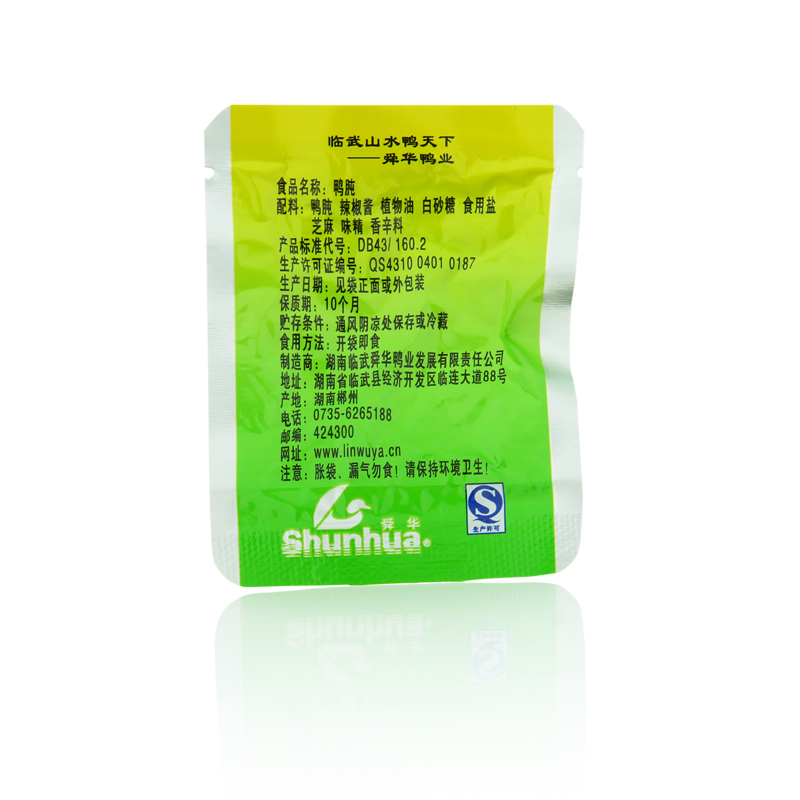 临武山水鸭天下
——舜华鸭业
食品名称：鸭肫
配料：鸭肫 辣椒酱 植物油 白砂糖 食用盐
芝麻 味精 香辛料
产品标准代号：DB43/160.2
生产许可证编号：QS4310 0401 0187
生产日期：见袋正面或外包装
保质期：10个月
贮存条件：通风阴凉处保存或冷藏
食用方法：开袋即食
制造商：湖南临武舜华鸭业发展有限责任公司
地址：湖南省临武县经济开发区临连大道88号
产地：湖南郴州
电话：0735-6265188
邮编：424300
网址：www.linwuya.cn
注意：胀袋、漏气勿食！请保持环境卫生！
舜华
Shunhua®
S
生产许可